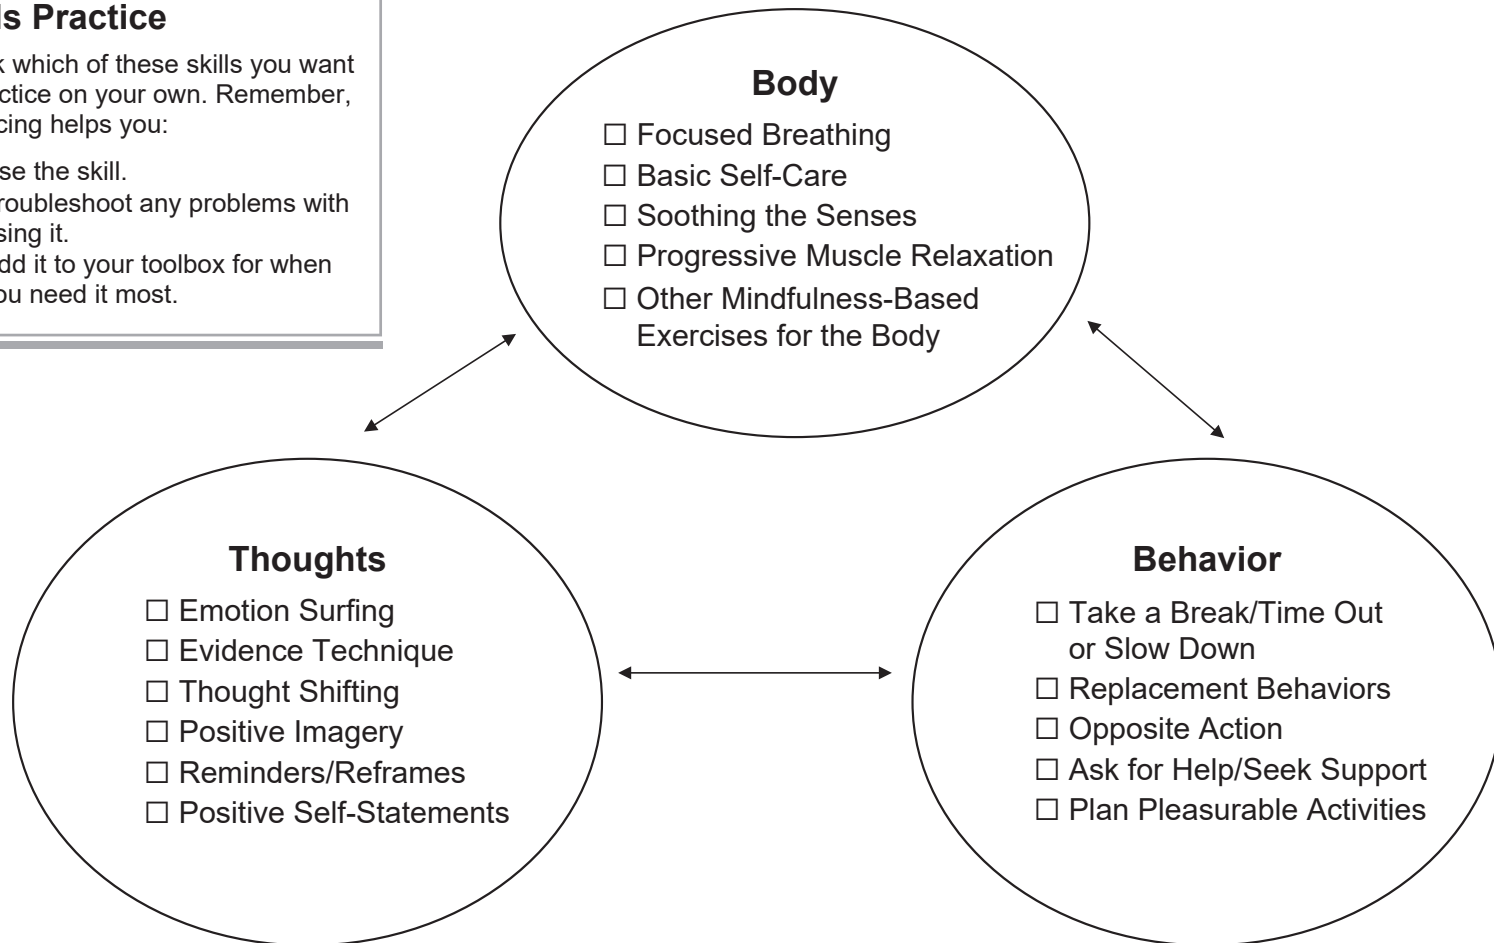 ls Practice
k which of these skills you want
ctice on your own. Remember,
cing helps you:
se the skill.
roubleshoot any problems with
sing it.
dd it to your toolbox for when
ou need it most.
Body
☐ Focused Breathing
☐ Basic Self-Care
☐ Soothing the Senses
☐ Progressive Muscle Relaxation
☐ Other Mindfulness-Based
Exercises for the Body
Thoughts
☐ Emotion Surfing
☐ Evidence Technique
☐ Thought Shifting
☐ Positive Imagery
☐ Reminders/Reframes
☐ Positive Self-Statements
Behavior
☐ Take a Break/Time Out
or Slow Down
☐ Replacement Behaviors
☐ Opposite Action
☐ Ask for Help/Seek Support
☐ Plan Pleasurable Activities